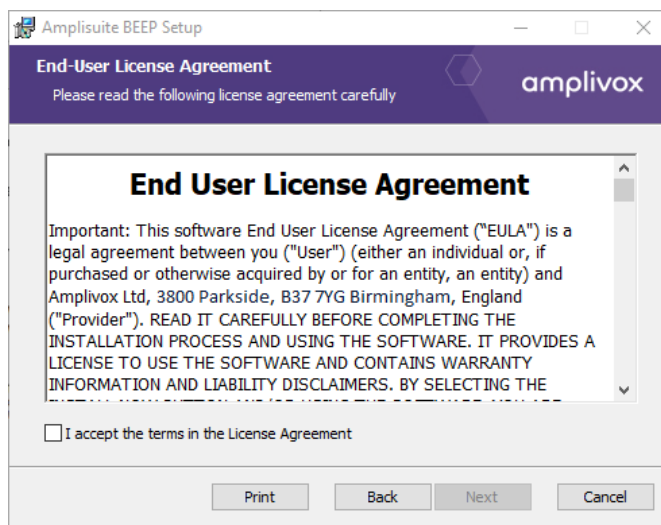 Amplisuite BEEP Setup
End-User License Agreement
Please read the following license agreement carefully
amplivox
End User License Agreement
Important: This software End User License Agreement (“EULA") is a
legal agreement between you ("User") (either an individual or, if
purchased or otherwise acquired by or for an entity, an entity) and
Amplivox Ltd, 3800 Parkside, B37 7YG Birmingham, England
("Provider"). READ IT CAREFULLY BEFORE COMPLETING THE
INSTALLATION PROCESS AND USING THE SOFTWARE. IT PROVIDES A
LICENSE TO USE THE SOFTWARE AND CONTAINS WARRANTY
INFORMATION AND LIABILITY DISCLAIMERS. BY SELECTING THE
I accept the terms in the License Agreement
Print Back Next Cancel